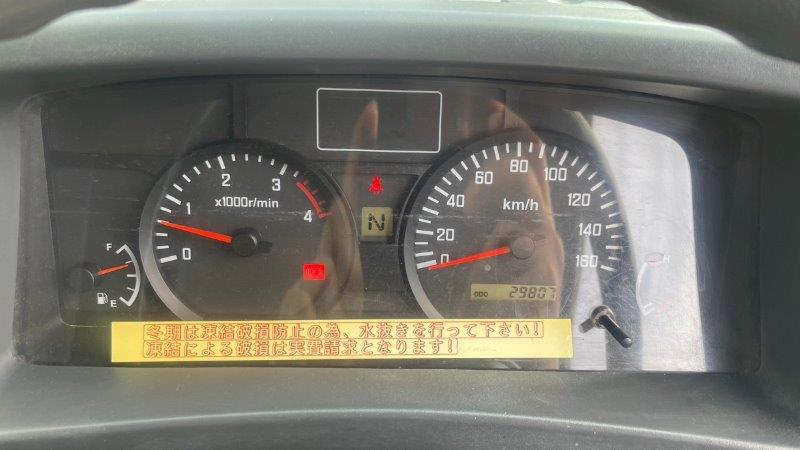 2
3
x1000r/min
1
4
0
N
80
60
100
40
km/h
120
20
140
0
160
F
E
H
C
ODO
29807
冬期は凍結破損防止の為、水抜きを行って下さい!
凍結による破損は実費請求となります!